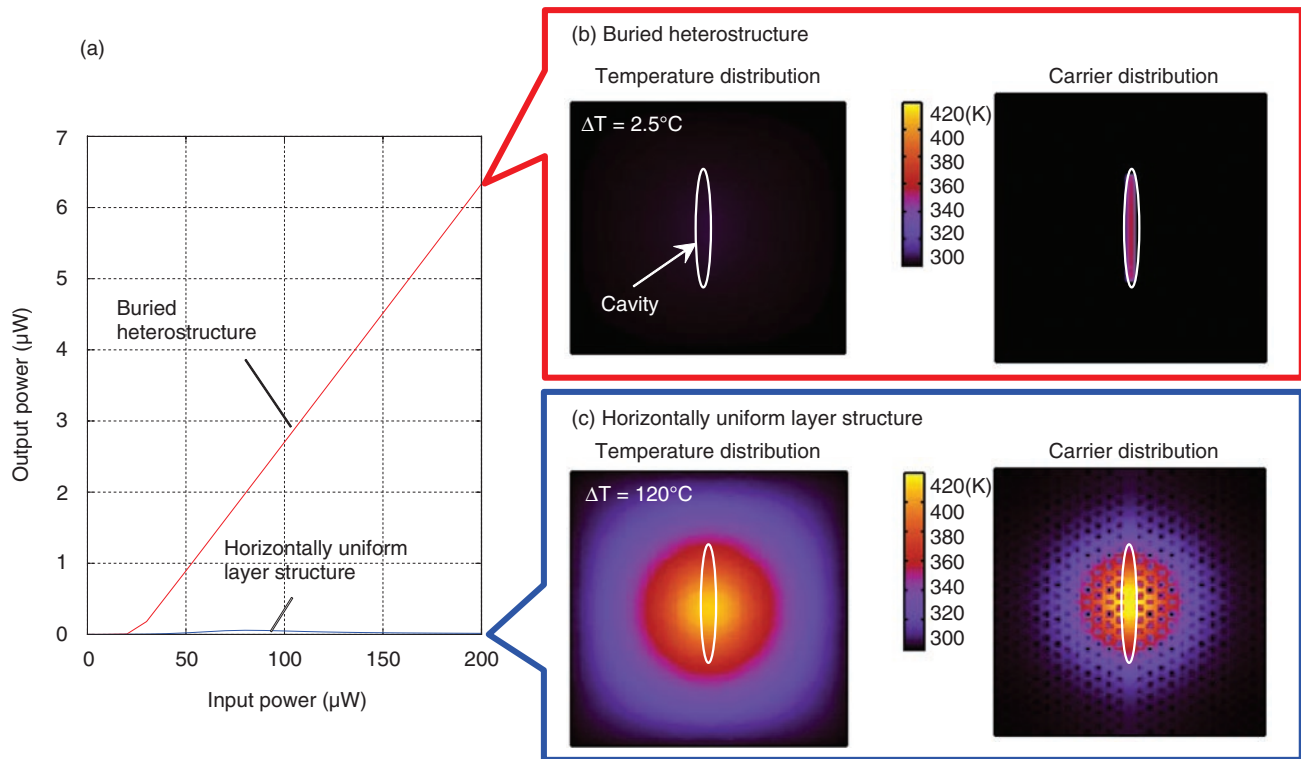 (a)
7
6
5
4
3
2
1
0
0
50
100
150
200
Output power (µW)
Input power (µW)
Buried
heterostructure
Horizontally uniform
layer structure
(b) Buried heterostructure
Temperature distribution
Carrier distribution
ΔT = 2.5°C
Cavity
420(K)
400
380
360
340
320
300
(c) Horizontally uniform layer structure
Temperature distribution
Carrier distribution
ΔT = 120°C
420(K)
400
380
360
340
320
300